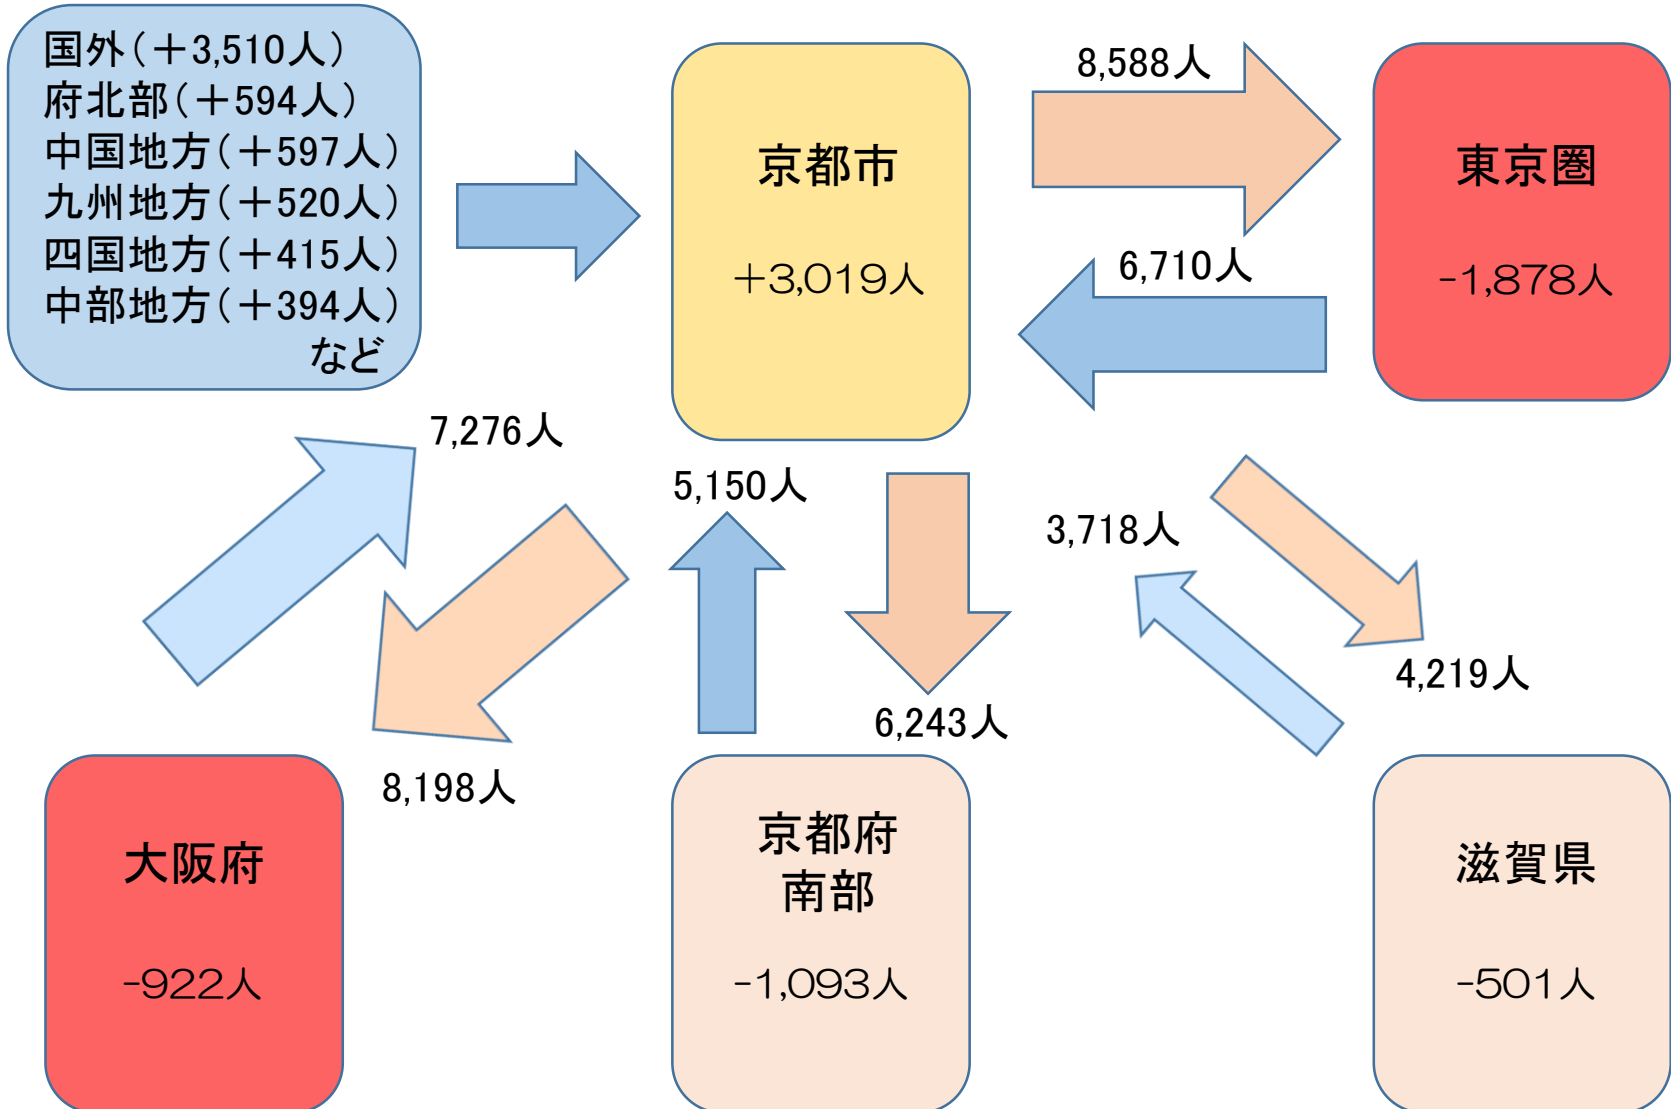 国外(＋3,510人)
府北部(＋594人)
中国地方(＋597人)
九州地方(＋520人)
四国地方(＋415人)
中部地方(＋394人)
など
京都市
＋3,019人
8,588人
6,710人
東京圏
-1,878人
7,276人
8,198人
5,150人
6,243人
3,718人
4,219人
大阪府
-922人
京都府
南部
-1,093人
滋賀県
-501人